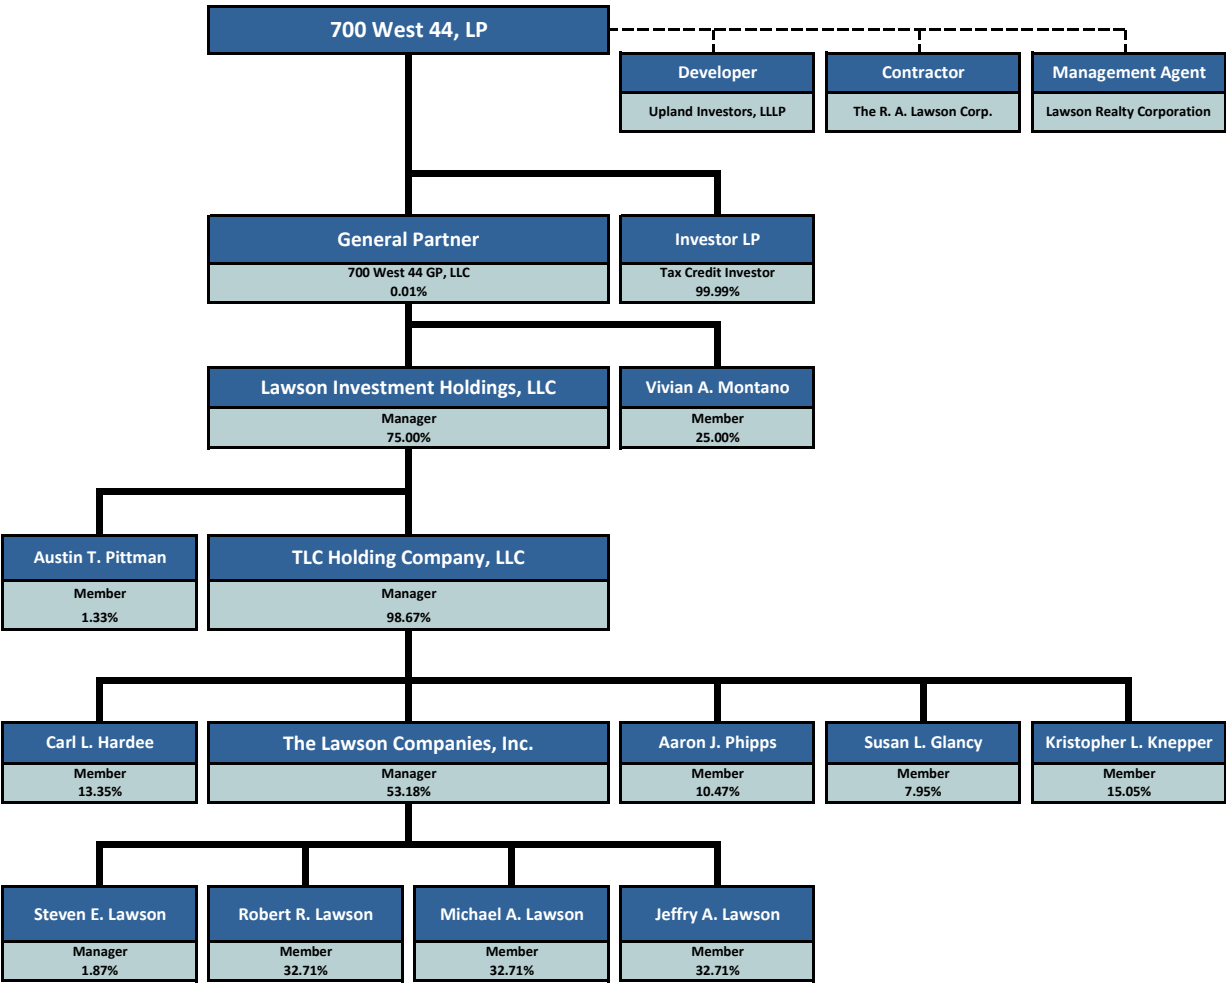 700 West 44, LP
Developer
Contractor
Management Agent
Upland Investors, LLLP
The R. A. Lawson Corp.
Lawson Realty Corporation
General Partner
Investor LP
700 West 44 GP, LLC
0.01%
Tax Credit Investor
99.99%
Lawson Investment Holdings, LLC
Vivian A. Montano
Manager
75.00%
Member
25.00%
Austin T. Pittman
TLC Holding Company, LLC
Member
1.33%
Manager
98.67%
Carl L. Hardee
The Lawson Companies, Inc.
Aaron J. Phipps
Susan L. Glancy
Kristopher L. Knepper
Member
13.35%
Manager
53.18%
Member
10.47%
Member
7.95%
Member
15.05%
Steven E. Lawson
Robert R. Lawson
Michael A. Lawson
Jeffry A. Lawson
Manager
1.87%
Member
32.71%
Member
32.71%
Member
32.71%